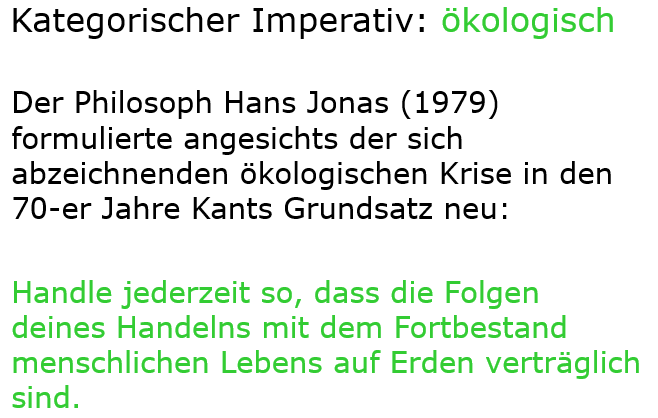 Kategorischer Imperativ: ökologisch
Der Philosoph Hans Jonas (1979)
formulierte angesichts der sich
abzeichnenden ökologischen Krise in den
70-er Jahre Kants Grundsatz neu:
Handle jederzeit so, dass die Folgen
deines Handelns mit dem Fortbestand
menschlichen Lebens auf Erden verträglich
sind.